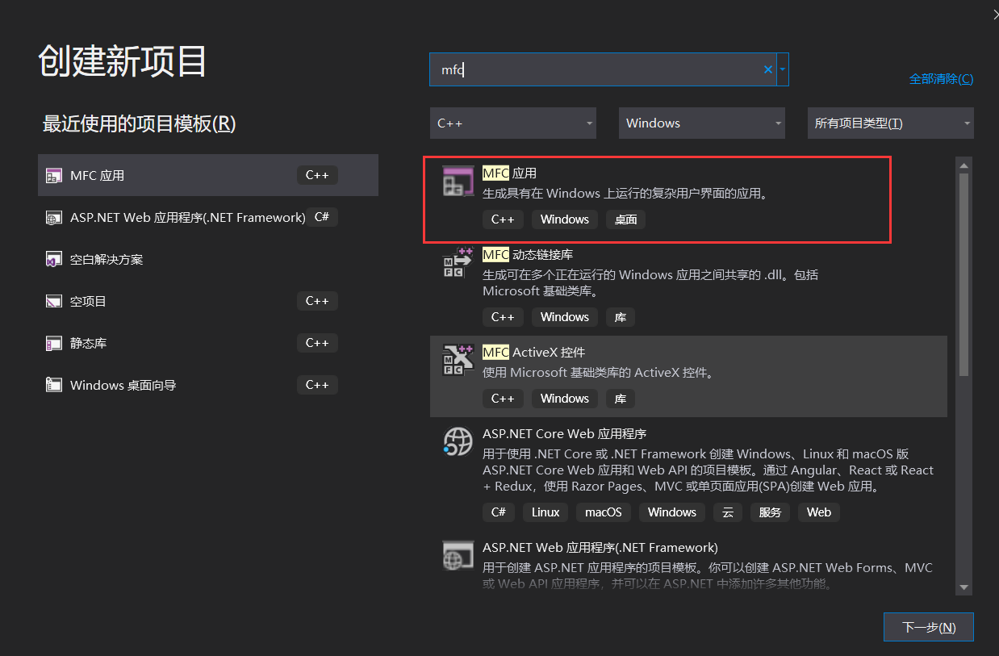 创建新项目
mfc
全部清除(C)
最近使用的项目模板(R)
C++
Windows
所有项目类型(T)
MFC 应用
C++
ASP.NET Web 应用程序(.NET Framework)
C#
空白解决方案
空项目
C++
静态库
C++
Windows 桌面向导
C++
MFC 应用
生成具有在 Windows 上运行的复杂用户界面的应用。
C++ Windows 桌面
MFC 动态链接库
生成可在多个正在运行的 Windows 应用之间共享的 .dll。包括
Microsoft 基础类库。
C++ Windows 库
MFC ActiveX 控件
使用 Microsoft 基础类库的 ActiveX 控件。
C++ Windows 库
ASP.NET Core Web 应用程序
用于使用 .NET Core 或 .NET Framework 创建 Windows、Linux 和 macOS 版
ASP.NET Core Web 应用和 Web API 的项目模板。通过 Angular、React 或 React
+ Redux，使用 Razor Pages、MVC 或单页面应用(SPA)创建 Web 应用。
C# Linux macOS Windows 云 服务 Web
ASP.NET Web 应用程序(.NET Framework)
用于创建 ASP.NET 应用程序的项目模板。你可以创建 ASP.NET Web Forms、MVC
或 Web API 应用程序，并可以在 ASP.NET 中添加许多其他功能。
下一步(N)